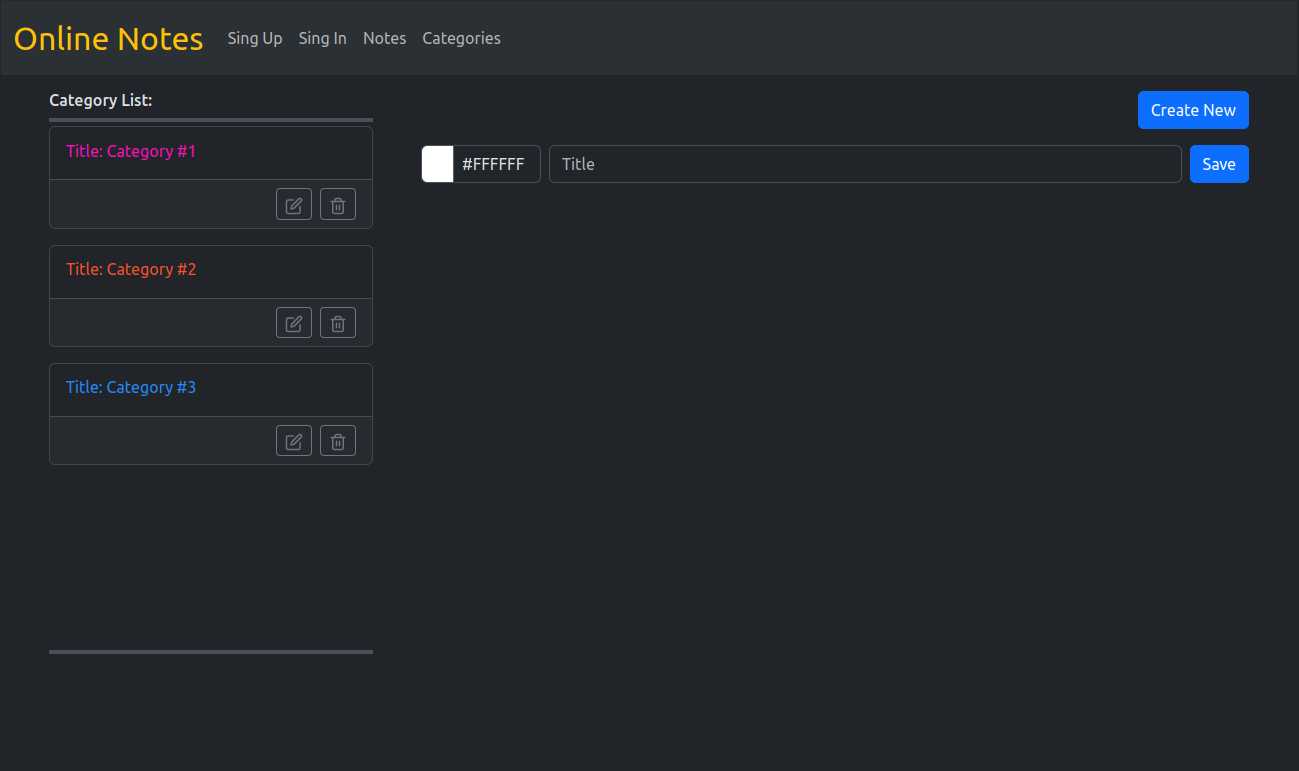 Online Notes
Sing Up
Sing In
Notes
Categories
Category List:
Title: Category #1
Title: Category #2
Title: Category #3
Create New
#FFFFFF
Title
Save